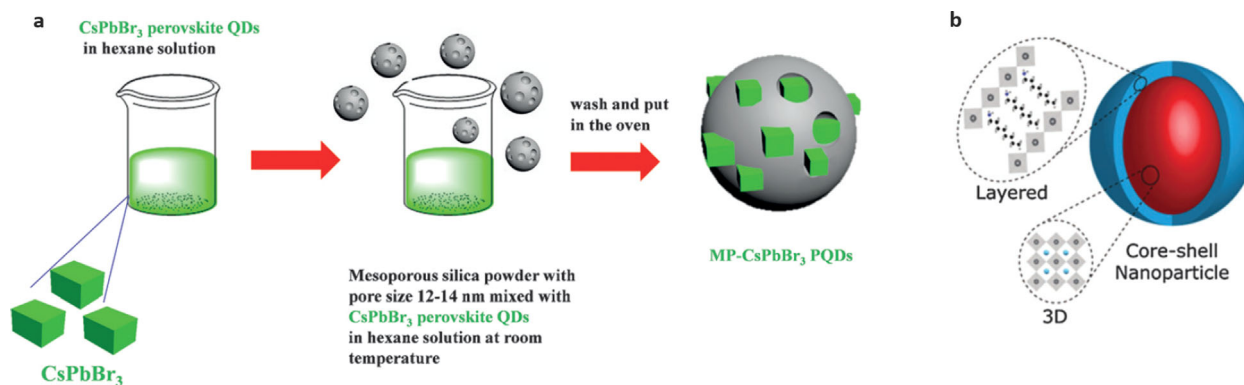 a
CsPbBr₃ perovskite QDs
in hexane solution
CsPbBr₃
Mesoporous silica powder with
pore size 12-14 nm mixed with
CsPbBr₃ perovskite QDs
in hexane solution at room
temperature
wash and put
in the oven
MP-CsPbBr₃ PQDs
b
Layered
3D
Core-shell
Nanoparticle